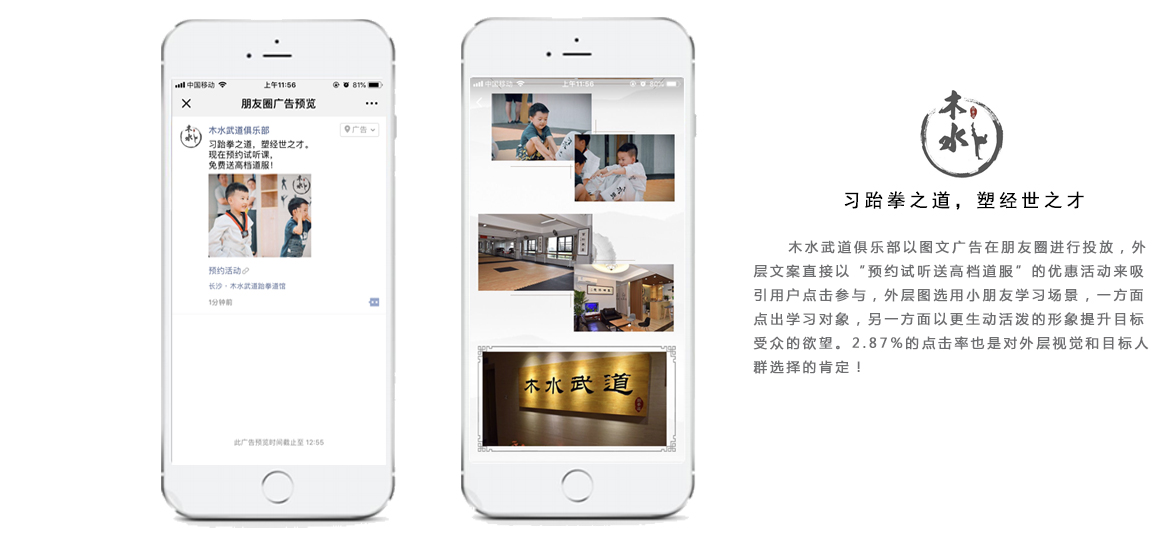 中国移动
上午11:56
81%
朋友圈广告预览
木水武道俱乐部
广告
习跆拳之道，塑经世之才。
现在预约试听课，
免费送高档道服！
预约活动
长沙·木水武道跆拳道馆
1分钟前
此广告预览时间截止至 12:55
中国移动
上午11:56
80%
木水武道
木水
习跆拳之道，塑经世之才
木水武道俱乐部以图文广告在朋友圈进行投放，外
层文案直接以“预约试听送高档道服”的优惠活动来吸
引用户点击参与，外层图选用小朋友学习场景，一方面
点出学习对象，另一方面以更生动活泼的形象提升目标
受众的欲望。2.87%的点击率也是对外层视觉和目标人
群选择的肯定！